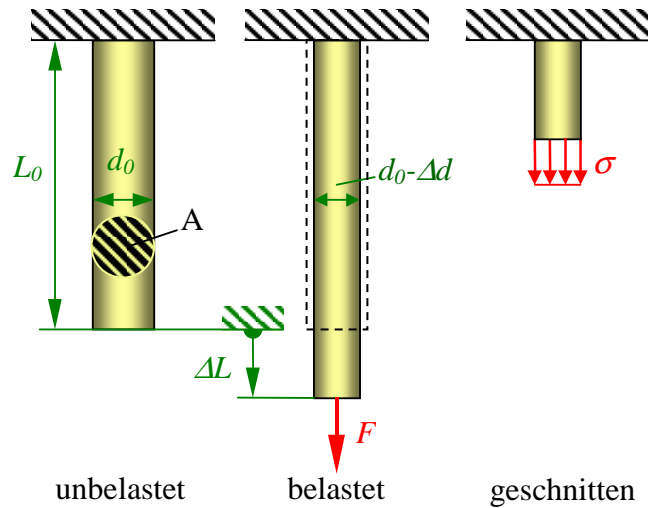 L₀
d₀
A
d₀-Δd
σ
ΔL
F
unbelastet
belastet
geschnitten